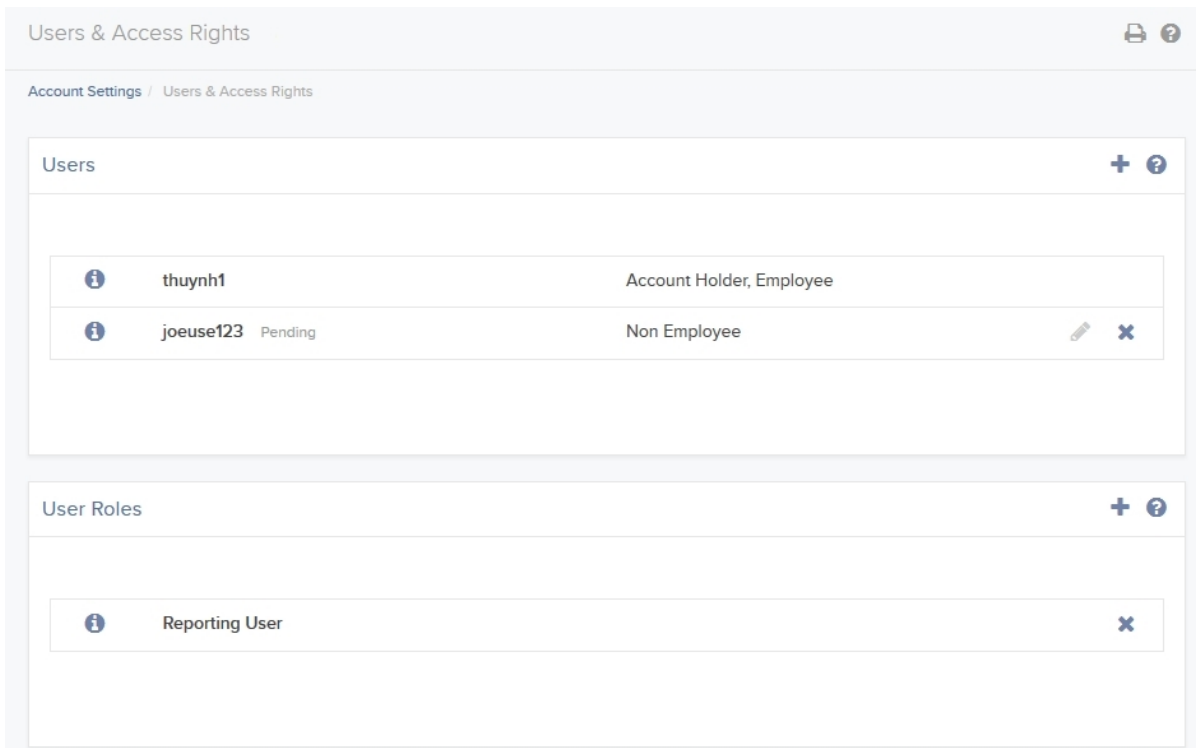 Users & Access Rights
Account Settings / Users & Access Rights
Users
thuynh1 Account Holder, Employee
joeuse123 Pending Non Employee
User Roles
Reporting User